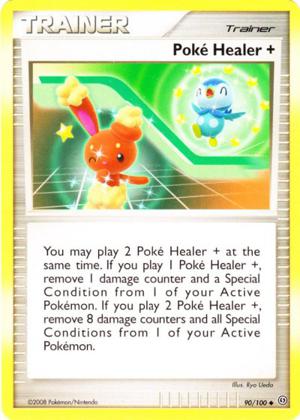 TRAINER
Trainer
Poké Healer +
You may play 2 Poké Healer + at
the same time. If you play 1 Poké Healer +,
remove 1 damage counter and a Special
Condition from 1 of your Active
Pokémon. If you play 2 Poké Healer +,
remove 8 damage counters and all Special
Conditions from 1 of your Active
Pokémon.
Illus. Ryo Ueda
©2008 Pokémon/Nintendo
90/100 ◆